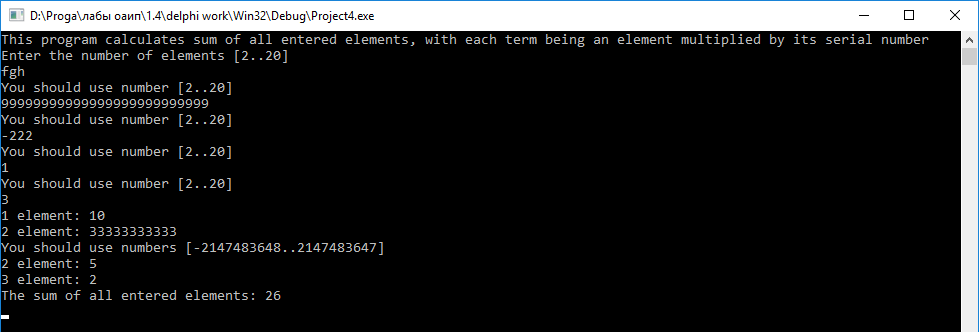 D:\Proga\лабы оаип\1.4\delphi work\Win32\Debug\Project4.exe
This program calculates sum of all entered elements, with each term being an element multiplied by its serial number
Enter the number of elements [2..20]
fgh
You should use number [2..20]
99999999999999999999999999
You should use number [2..20]
-222
You should use number [2..20]
1
You should use number [2..20]
3
1 element: 10
2 element: 33333333333
You should use numbers [-2147483648..2147483647]
2 element: 5
3 element: 2
The sum of all entered elements: 26